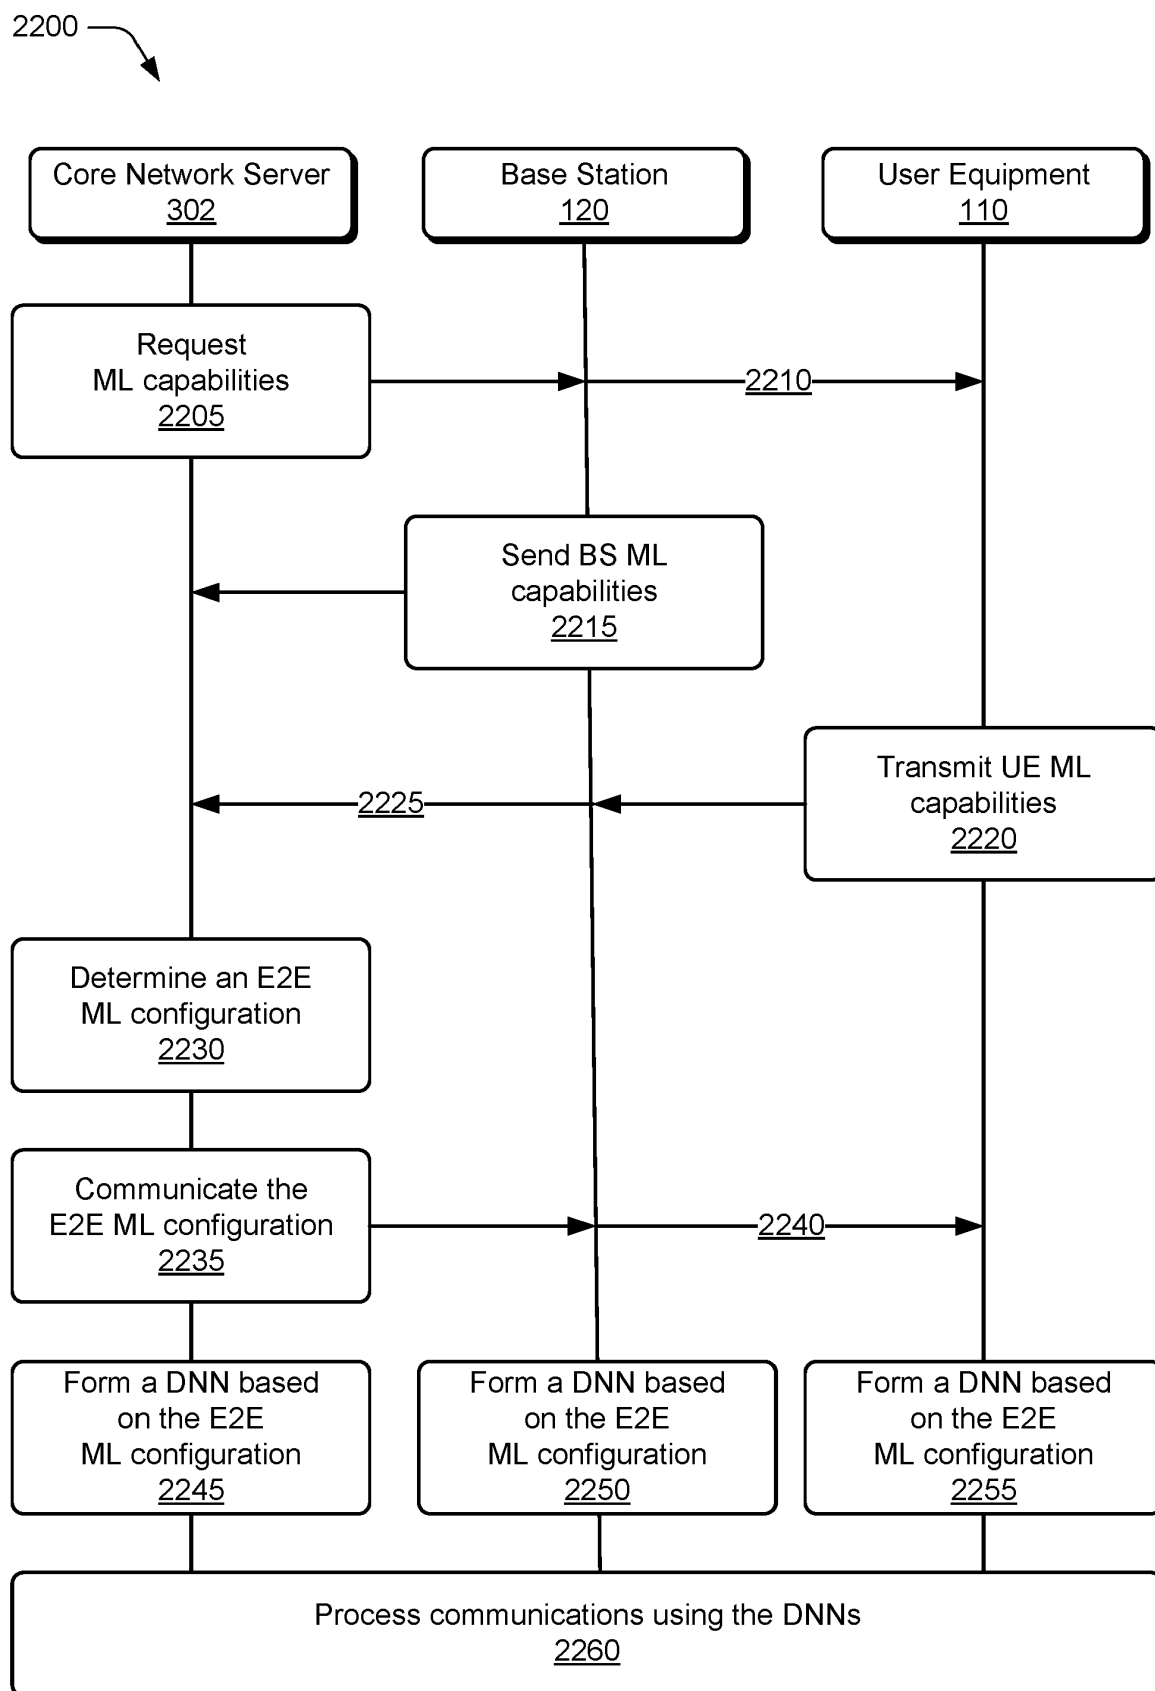 2200
Core Network Server
302
Base Station
120
User Equipment
110
Request
ML capabilities
2205
2210
Send BS ML
capabilities
2215
Transmit UE ML
capabilities
2220
2225
Determine an E2E
ML configuration
2230
Communicate the
E2E ML configuration
2235
2240
Form a DNN based
on the E2E
ML configuration
2245
Form a DNN based
on the E2E
ML configuration
2250
Form a DNN based
on the E2E
ML configuration
2255
Process communications using the DNNs
2260